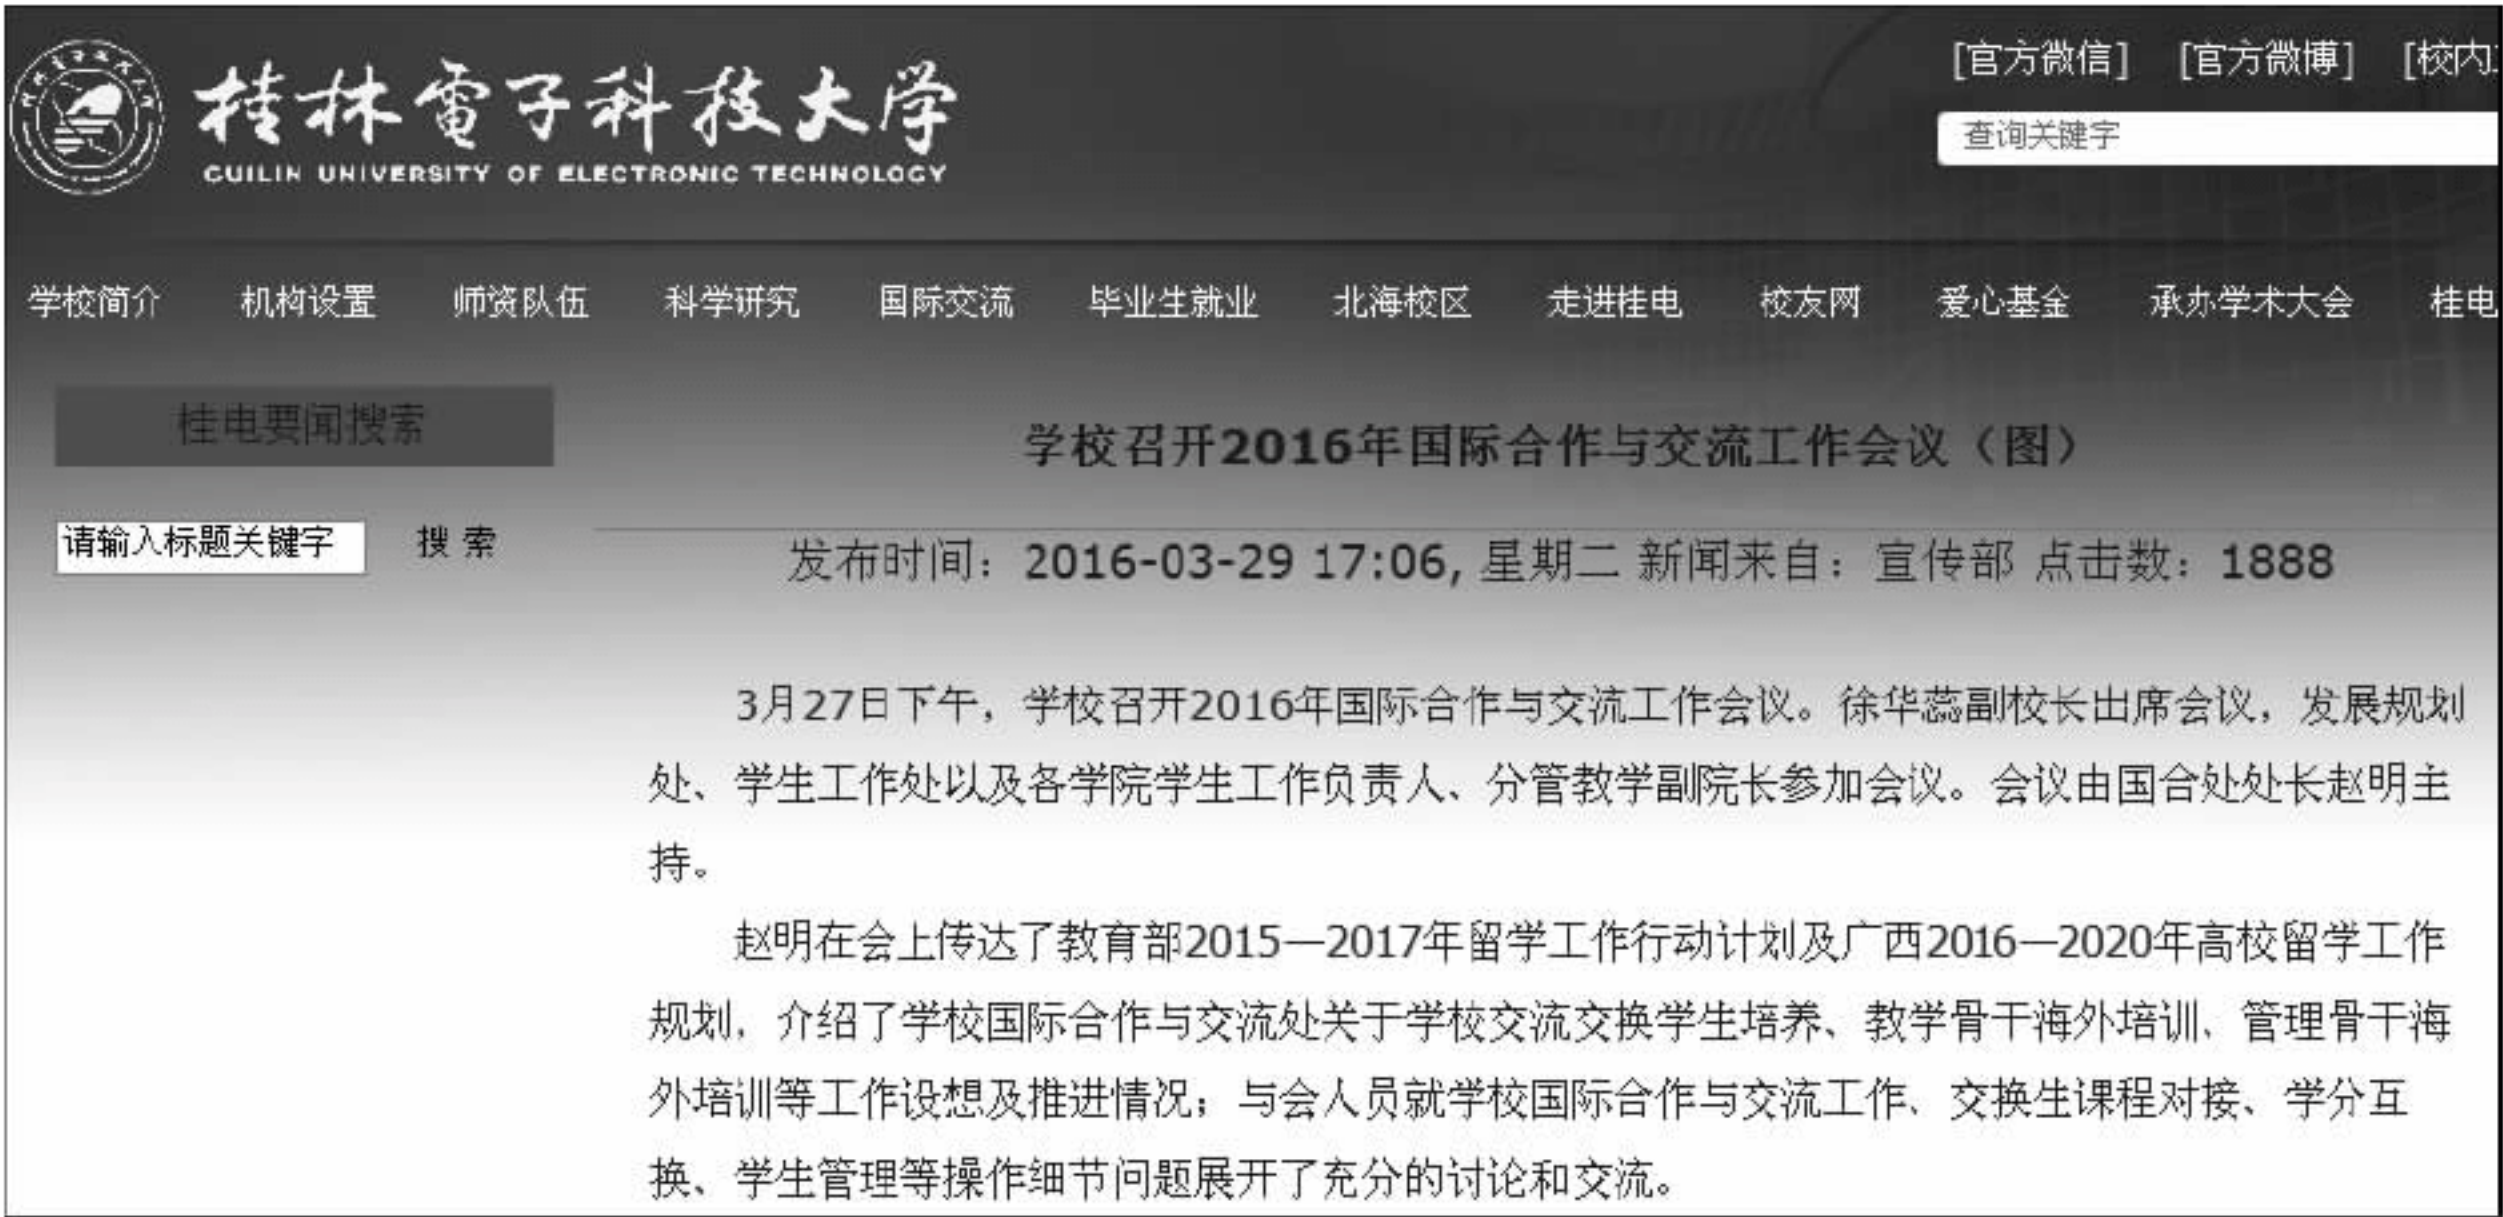 桂林電子科技大学
GUILIN UNIVERSITY OF ELECTRONIC TECHNOLOGY
[官方微信] [官方微博] [校内
查询关键字
学校简介 机构设置 师资队伍 科学研究 国际交流 毕业生就业 北海校区 走进桂电 校友网 爱心基金 承办学术大会 桂电
桂电要闻搜索
请输入标题关键字 搜 索
学校召开2016年国际合作与交流工作会议（图）
发布时间：2016-03-29 17:06, 星期二 新闻来自：宣传部 点击数：1888
3月27日下午，学校召开2016年国际合作与交流工作会议。徐华蕊副校长出席会议，发展规划
处、学生工作处以及各学院学生工作负责人、分管教学副院长参加会议。会议由国合处处长赵明主
持。
赵明在会上传达了教育部2015—2017年留学工作行动计划及广西2016—2020年高校留学工作
规划，介绍了学校国际合作与交流处关于学校交流交换学生培养、教学骨干海外培训、管理骨干海
外培训等工作设想及推进情况；与会人员就学校国际合作与交流工作、交换生课程对接、学分互
换、学生管理等操作细节问题展开了充分的讨论和交流。